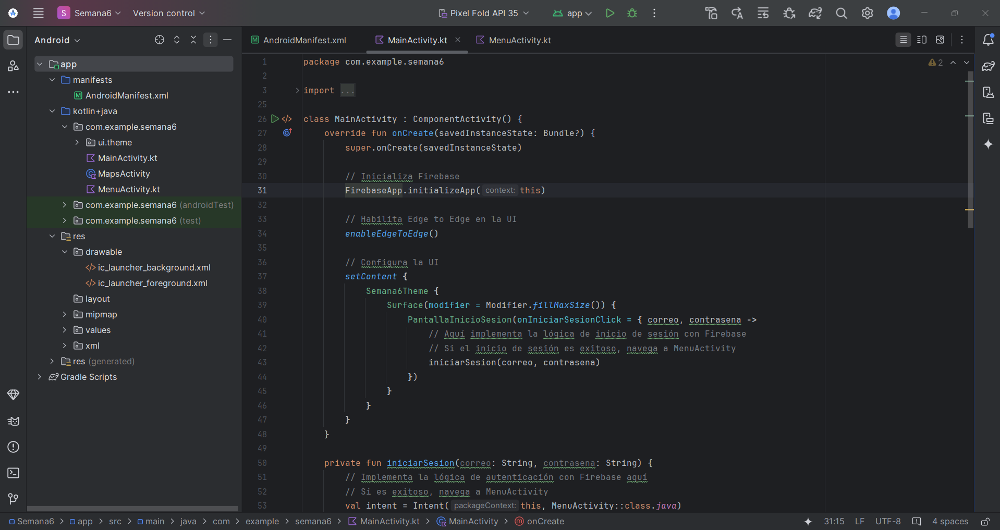 S Semana6 Version control Pixel Fold API 35 app
Android
AndroidManifest.xml MainActivity.kt MenuActivity.kt
app
manifests
AndroidManifest.xml
kotlin+java
com.example.semana6
ui.theme
MainActivity.kt
MapsActivity
MenuActivity.kt
com.example.semana6 (androidTest)
com.example.semana6 (test)
res
drawable
ic_launcher_background.xml
ic_launcher_foreground.xml
layout
mipmap
values
xml
res (generated)
Gradle Scripts
2
1 package com.example.semana6
2
3 import ...
25
26 class MainActivity : ComponentActivity() {
27 override fun onCreate(savedInstanceState: Bundle?) {
28 super.onCreate(savedInstanceState)
29
30 // Inicializa Firebase
31 FirebaseApp.initializeApp( context: this)
32
33 // Habilita Edge to Edge en la UI
34 enableEdgeToEdge()
35
36 // Configura la UI
37 setContent {
38 Semana6Theme {
39 Surface(modifier = Modifier.fillMaxSize()) {
40 PantallaInicioSesion(onIniciarSesionClick = { correo, contrasena ->
41 // Aquí implementa la lógica de inicio de sesión con Firebase
42 // Si el inicio de sesión es exitoso, navega a MenuActivity
43 iniciarSesion(correo, contrasena)
44 })
45 }
46 }
47 }
48 }
49
50 private fun iniciarSesion(correo: String, contrasena: String) {
51 // Implementa la lógica de autenticación con Firebase aquí
52 // Si es exitoso, navega a MenuActivity
53 val intent = Intent( packageContext: this, MenuActivity::class.java)
Semana6 > app > src > main > java > com > example > semana6 > MainActivity.kt > MainActivity > onCreate 31:15 LF UTF-8 4 spaces